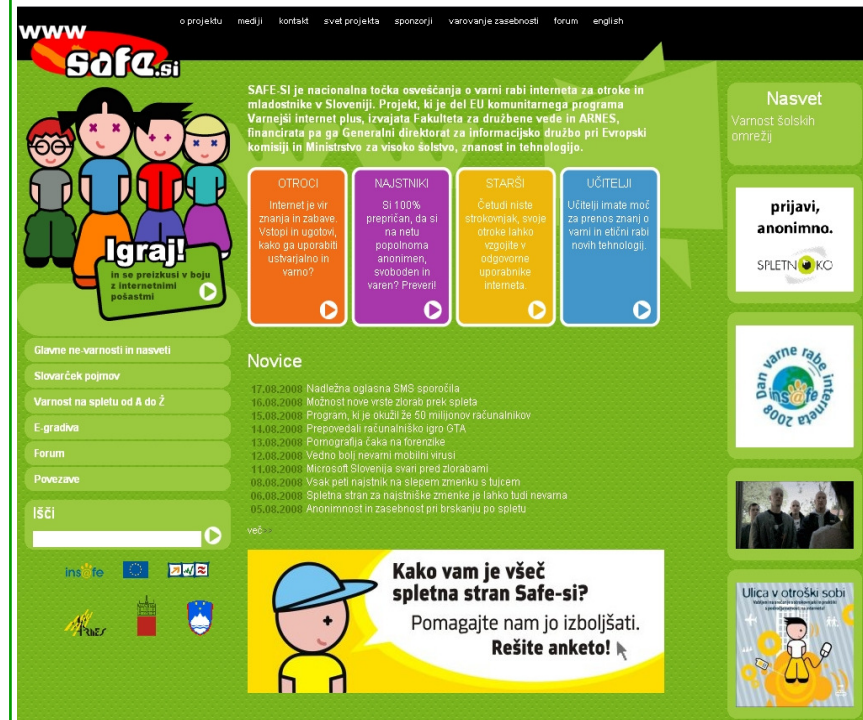 o projektu mediji kontakt svet projekta sponzorji varovanje zasebnosti forum english
www
safe.si
SAFE-SI je nacionalna točka osveščanja o varni rabi interneta za otroke in
mladostnike v Sloveniji. Projekt, ki je del EU komunitarnega programa
Varnejši internet plus, izvajata Fakulteta za družbene vede in ARNES,
financirata pa ga Generalni direktorat za informacijsko družbo pri Evropski
komisiji in Ministrstvo za visoko šolstvo, znanost in tehnologijo.
Igraj!
in se preizkusi v boju
z internetnimi
pošastmi
OTROCI
Internet je vir
znanja in zabave.
Vstopi in ugotovi,
kako ga uporabiti
ustvarjalno in
varno?
NAJSTNIKI
Si 100%
prepričan, da si
na netu
popolnoma
anonimen,
svoboden in
varen? Preveri!
STARŠI
Četudi niste
strokovnjak, svoje
otroke lahko
vzgojite v
odgovorne
uporabnike
interneta.
UČITELJI
Učitelji imate moč
za prenos znanj o
varni in etični rabi
novih tehnologij.
Glavne ne-varnosti in nasveti
Slovarček pojmov
Varnost na spletu od A do Ž
E-gradiva
Forum
Povezave
Išči
insafe
ARNES
Novice
17.08.2008 Nadležna oglasna SMS sporočila
16.08.2008 Možnost nove vrste zlorab prek spleta
15.08.2008 Program, ki je okužil že 50 milijonov računalnikov
14.08.2008 Prepovedali računalniško igro GTA
13.08.2008 Pornografija čaka na forenzike
12.08.2008 Vedno bolj nevarni mobilni virusi
11.08.2008 Microsoft Slovenija svari pred zlorabami
08.08.2008 Vsak peti najstnik na slepem zmenku s tujcem
06.08.2008 Spletna stran za najstniške zmenke je lahko tudi nevarna
05.08.2008 Anonimnost in zasebnost pri brskanju po spletu
več >>
Kako vam je všeč
spletna stran Safe-si?
Pomagajte nam jo izboljšati.
Rešite anketo!
Nasvet
Varnost šolskih
omrežij
prijavi,
anonimno.
SPLETNO OKO
Dan varne rabe interneta 2008
insafe
Ulica v otroški sobi